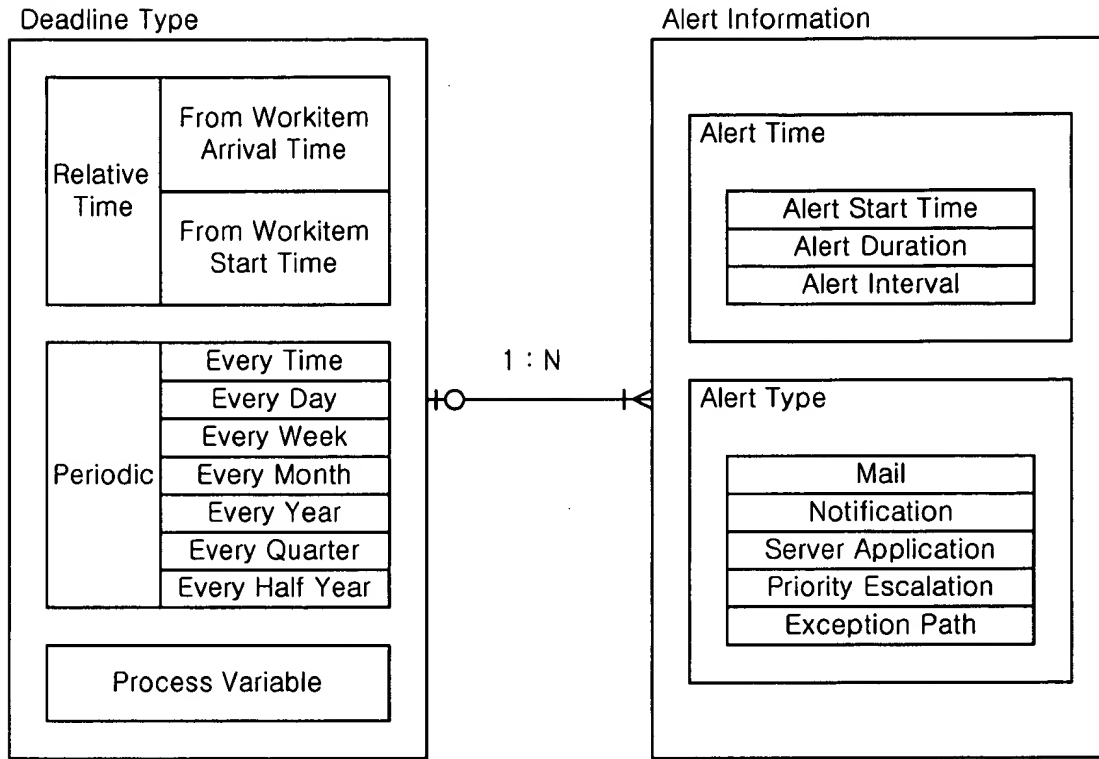 Deadline Type
Relative
Time
From Workitem
Arrival Time
From Workitem
Start Time
Periodic
Every Time
Every Day
Every Week
Every Month
Every Year
Every Quarter
Every Half Year
Process Variable
1 : N
Alert Information
Alert Time
Alert Start Time
Alert Duration
Alert Interval
Alert Type
Mail
Notification
Server Application
Priority Escalation
Exception Path